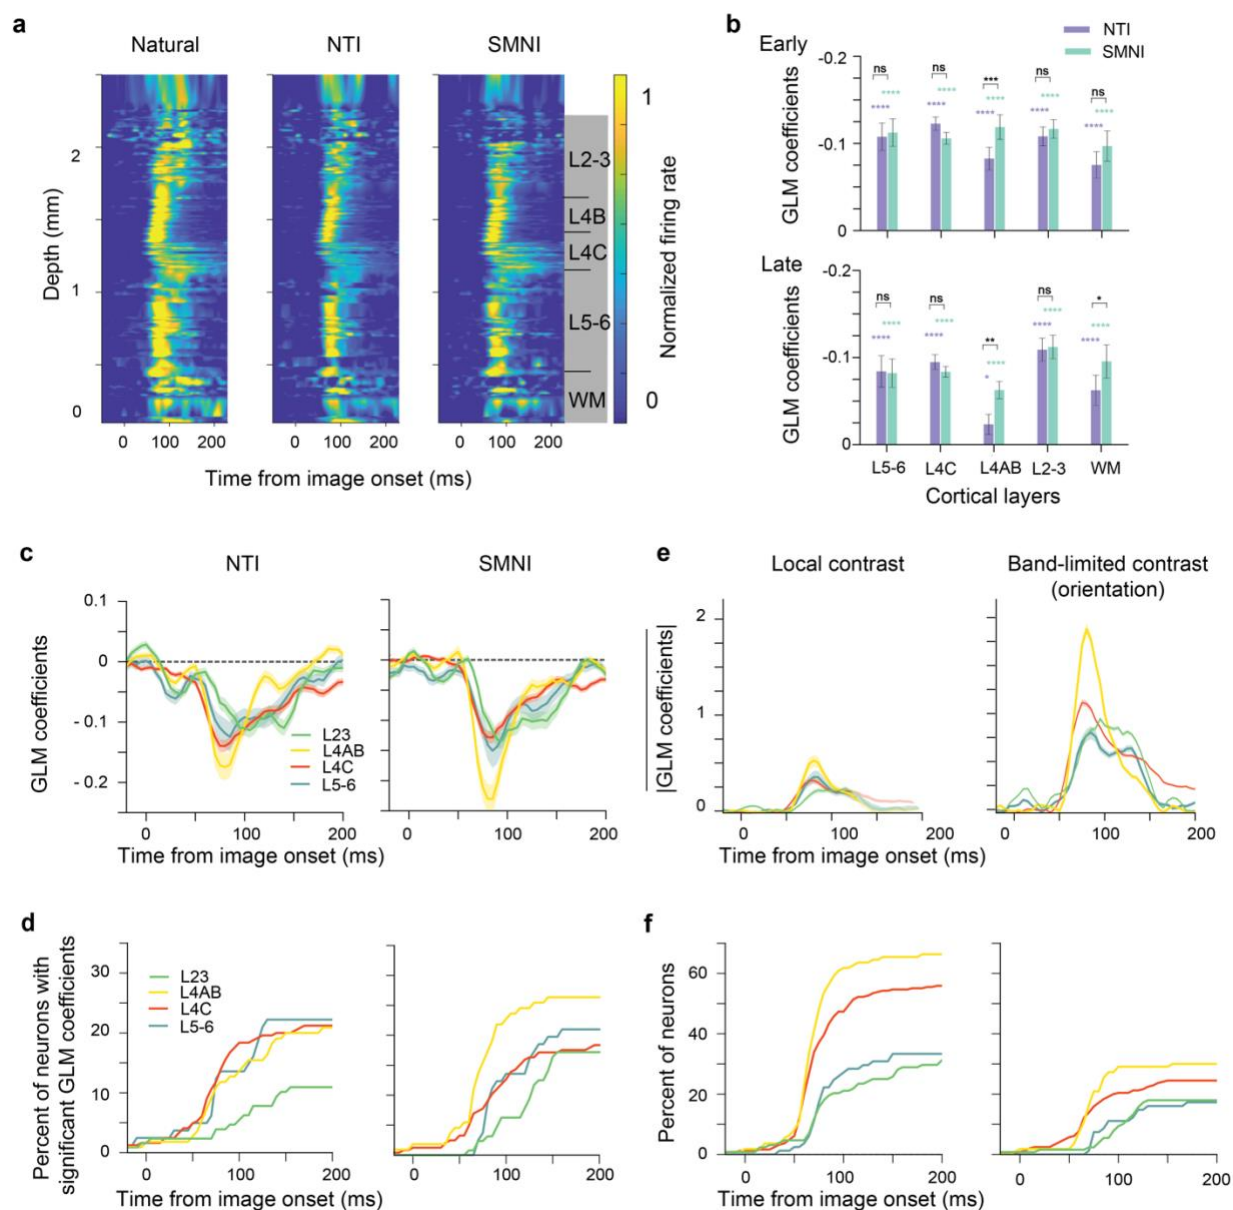 a
Natural
NTI
SMNI
Depth (mm)
2
1
0
L2-3
L4B
L4C
L5-6
WM
1
0
Normalized firing rate
0 100 200
0 100 200
0 100 200
Time from image onset (ms)
b
NTI
SMNI
Early
GLM coefficients
-0.2
-0.1
0
ns
ns
***
ns
ns
****
****
****
****
****
****
****
****
****
****
Late
GLM coefficients
-0.2
-0.1
0
ns
ns
**
ns
*
****
****
****
****
*
****
****
****
****
****
L5-6 L4C L4AB L2-3 WM
Cortical layers
c
NTI
SMNI
GLM coefficients
0.1
0
- 0.1
- 0.2
L23
L4AB
L4C
L5-6
0 100 200
0 100 200
Time from image onset (ms)
e
Local contrast
Band-limited contrast
(orientation)
|GLM coefficients|
2
1
0
0 100 200
0 100 200
Time from image onset (ms)
d
Percent of neurons with
significant GLM coefficients
30
20
10
0
L23
L4AB
L4C
L5-6
0 100 200
0 100 200
Time from image onset (ms)
f
Percent of neurons
60
40
20
0
0 100 200
0 100 200
Time from image onset (ms)